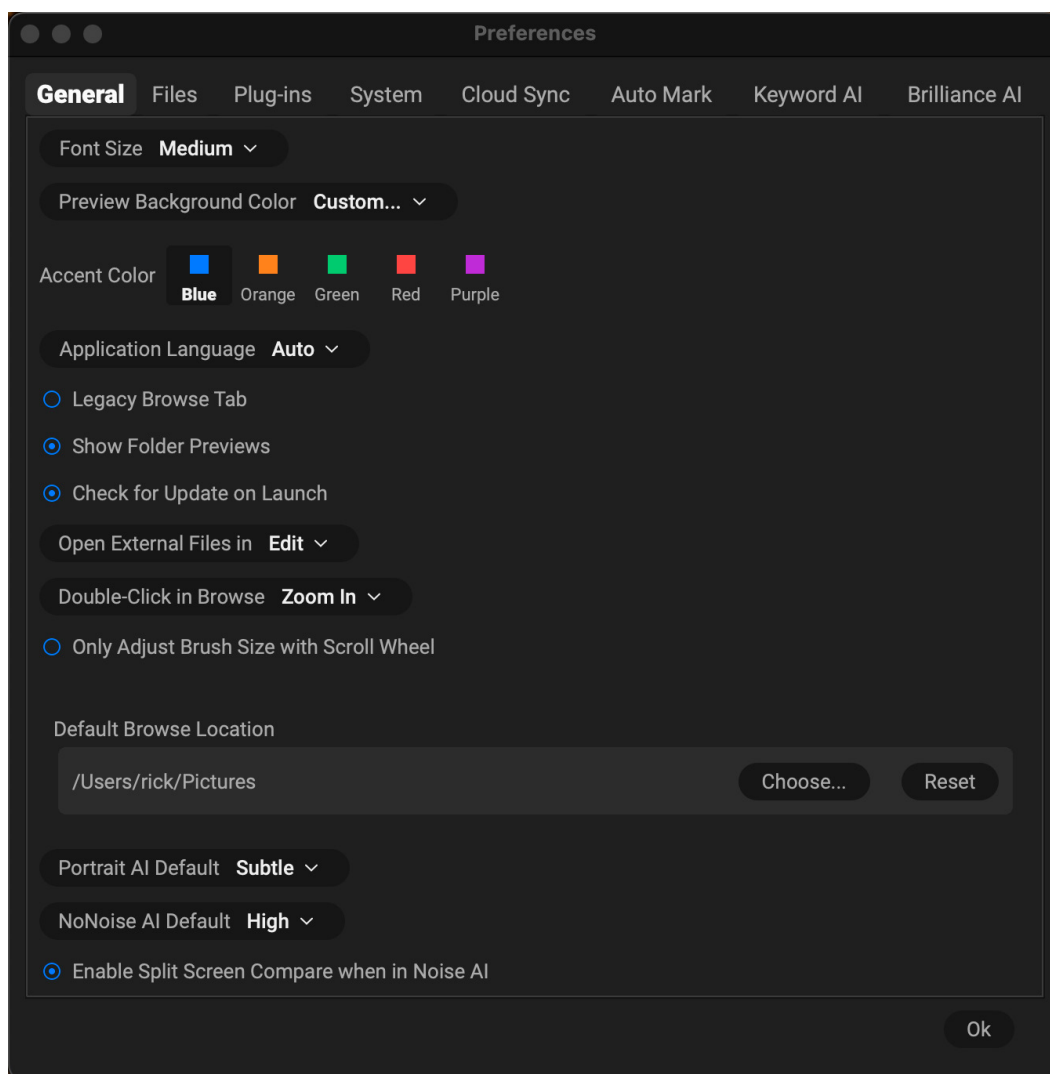 Preferences
General Files Plug-ins System Cloud Sync Auto Mark Keyword AI Brilliance AI
Font Size Medium
Preview Background Color Custom...
Accent Color Blue Orange Green Red Purple
Application Language Auto
Legacy Browse Tab
Show Folder Previews
Check for Update on Launch
Open External Files in Edit
Double-Click in Browse Zoom In
Only Adjust Brush Size with Scroll Wheel
Default Browse Location
/Users/rick/Pictures Choose... Reset
Portrait AI Default Subtle
NoNoise AI Default High
Enable Split Screen Compare when in Noise AI
Ok